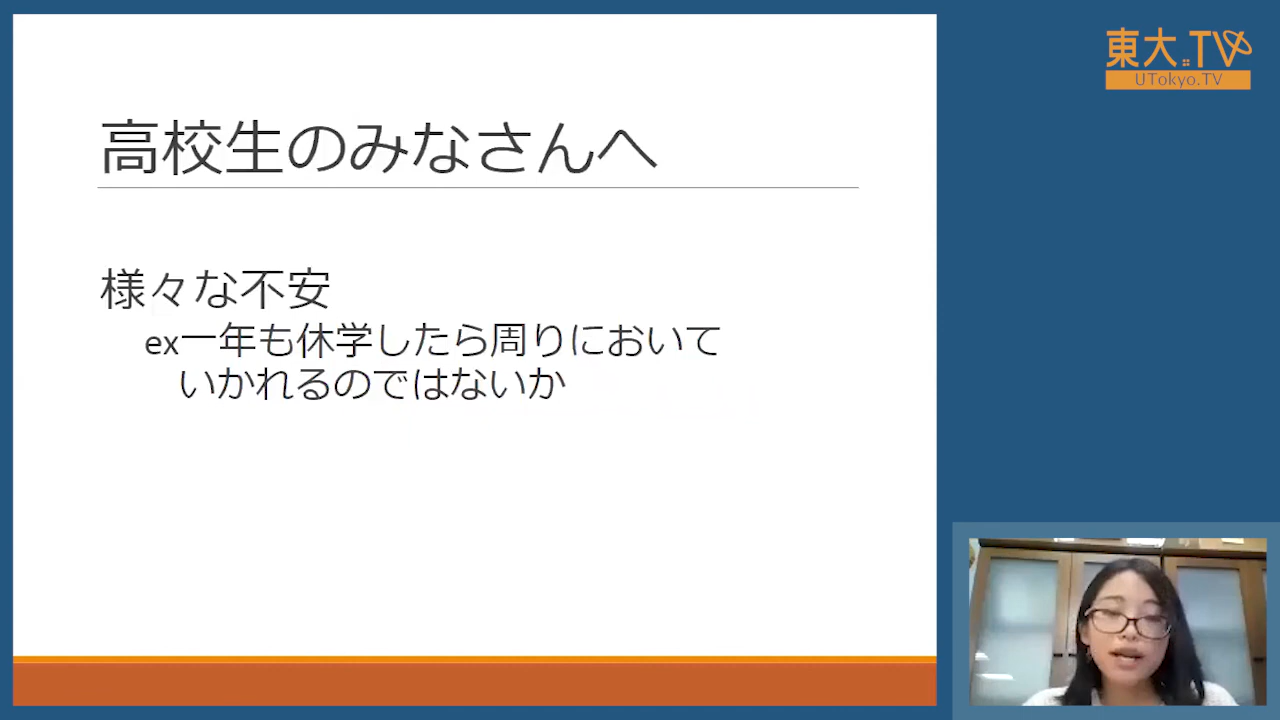 高校生のみなさんへ
様々な不安
ex一年も休学したら周りにおいて
いかれるのではないか
東大TV
UTokyo.TV